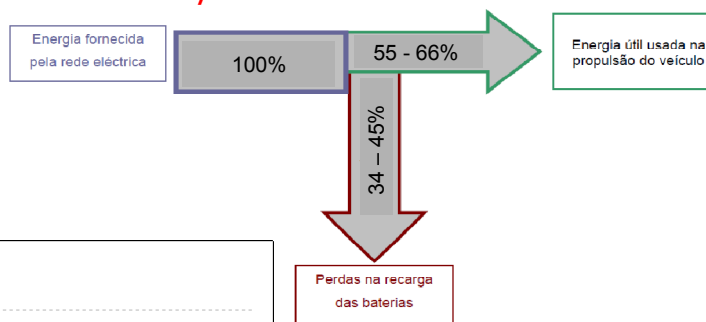 Energia fornecida
pela rede eléctrica
100%
55 - 66%
Energia útil usada na
propulsão do veículo
34 – 45%
Perdas na recarga
das baterias